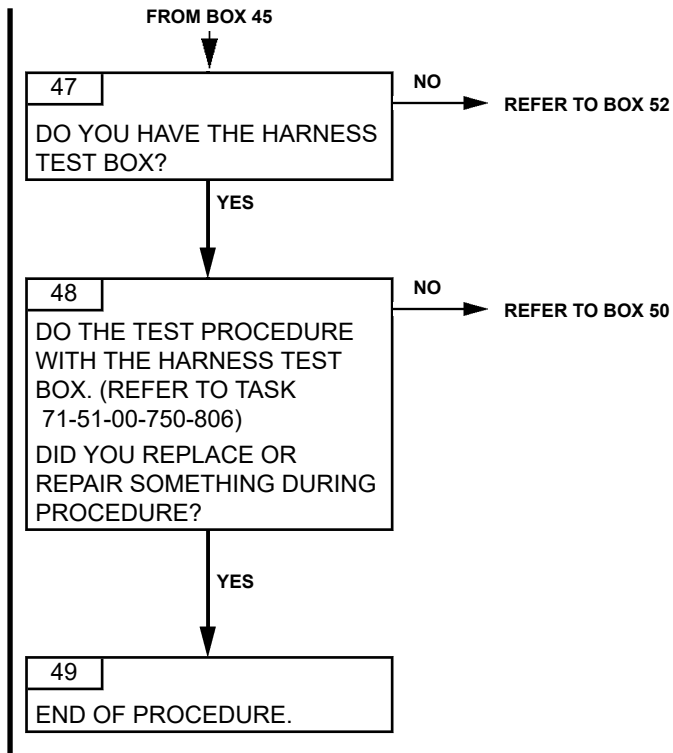 FROM BOX 45
47
NO
REFER TO BOX 52
DO YOU HAVE THE HARNESS
TEST BOX?
YES
48
NO
REFER TO BOX 50
DO THE TEST PROCEDURE
WITH THE HARNESS TEST
BOX. (REFER TO TASK
71-51-00-750-806)
DID YOU REPLACE OR
REPAIR SOMETHING DURING
PROCEDURE?
YES
49
END OF PROCEDURE.